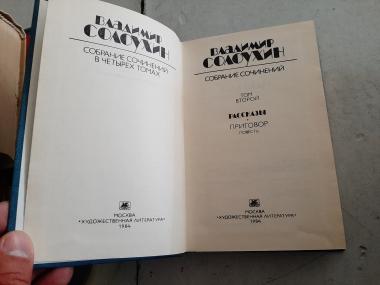 ВЛАДИМИР
СОЛОУХИН
СОБРАНИЕ СОЧИНЕНИЙ
В ЧЕТЫРЕХ ТОМАХ
МОСКВА
«ХУДОЖЕСТВЕННАЯ ЛИТЕРАТУРА»
1984
ВЛАДИМИР
СОЛОУХИН
СОБРАНИЕ СОЧИНЕНИЙ
ТОМ
ВТОРОЙ
РАССКАЗЫ
ПРИГОВОР
ПОВЕСТЬ
МОСКВА
«ХУДОЖЕСТВЕННАЯ ЛИТЕРАТУРА»
1984